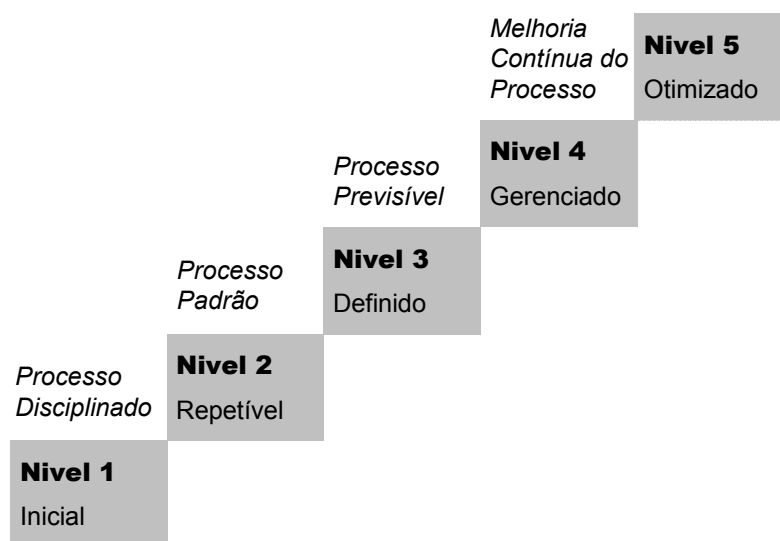 Melhoria
Contínua do
Processo
Nivel 5
Otimizado
Processo
Previsível
Nivel 4
Gerenciado
Processo
Padrão
Nivel 3
Definido
Processo
Disciplinado
Nivel 2
Repetível
Nivel 1
Inicial